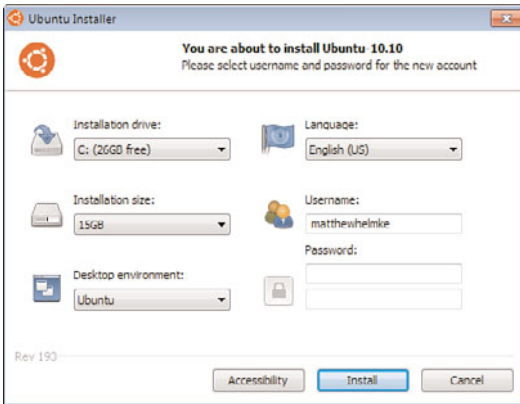 Ubuntu Installer
You are about to install Ubuntu-10.10
Please select username and password for the new account
Installation drive:
C: (26GB free)
Language:
English (US)
Installation size:
15GB
Username:
matthewhelmke
Password:
Desktop environment:
Ubuntu
Rev 190
Accessibility
Install
Cancel